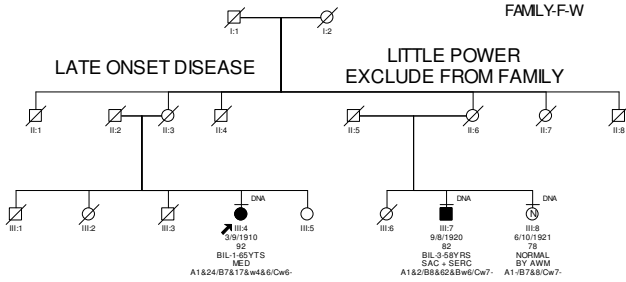 FAMILY-F-W
I:1 I:2
LATE ONSET DISEASE
LITTLE POWER
EXCLUDE FROM FAMILY
II:1 II:2 II:3 II:4 II:5 II:6 II:7 II:8
DNA DNA DNA
N
III:1 III:2 III:3 III:4 III:5 III:6 III:7 III:8
3/9/1910 9/8/1920 6/10/1921
92 82 78
BIL-1-65YTS BIL-3-58YRS NORMAL
MED SAC + SERC BY AWM
A1&24/B7&17&w4&6/Cw6- A1&2/B8&62&Bw6/Cw7- A1-/B7&8/Cw7-